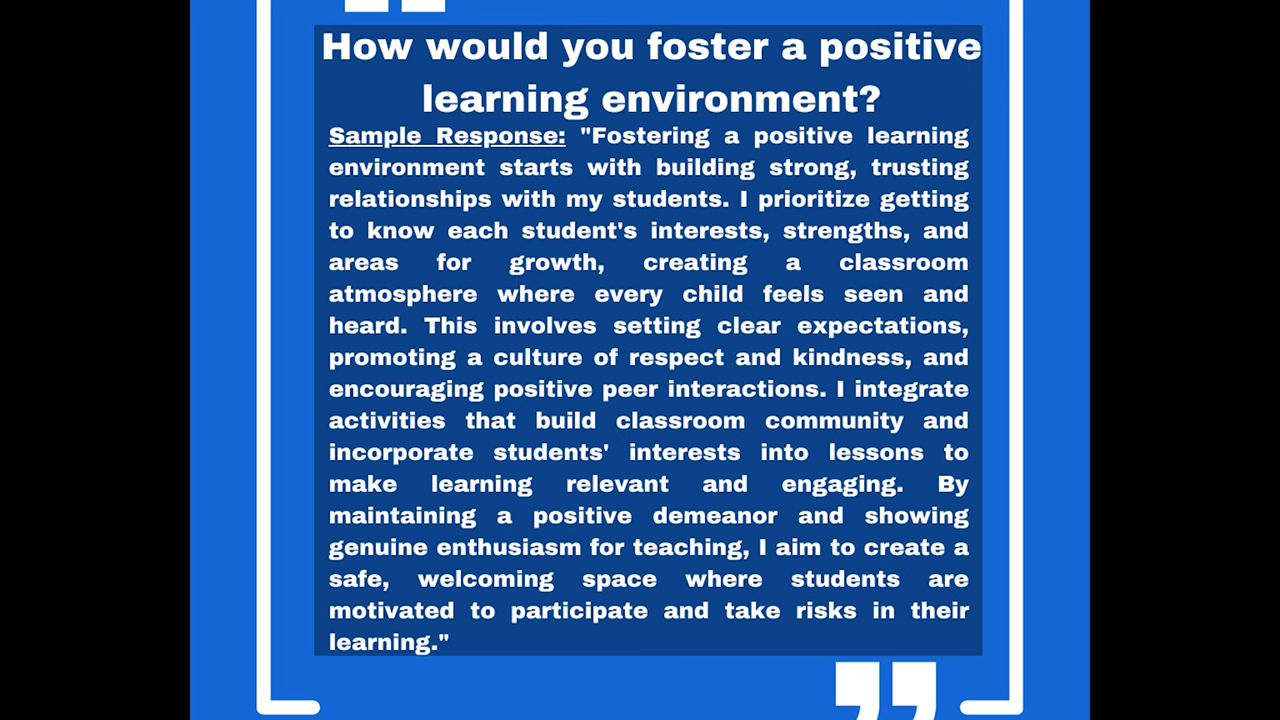 How would you foster a positive
learning environment?
Sample Response: "Fostering a positive learning
environment starts with building strong, trusting
relationships with my students. I prioritize getting
to know each student's interests, strengths, and
areas for growth, creating a classroom
atmosphere where every child feels seen and
heard. This involves setting clear expectations,
promoting a culture of respect and kindness, and
encouraging positive peer interactions. I integrate
activities that build classroom community and
incorporate students' interests into lessons to
make learning relevant and engaging. By
maintaining a positive demeanor and showing
genuine enthusiasm for teaching, I aim to create a
safe, welcoming space where students are
motivated to participate and take risks in their
learning."